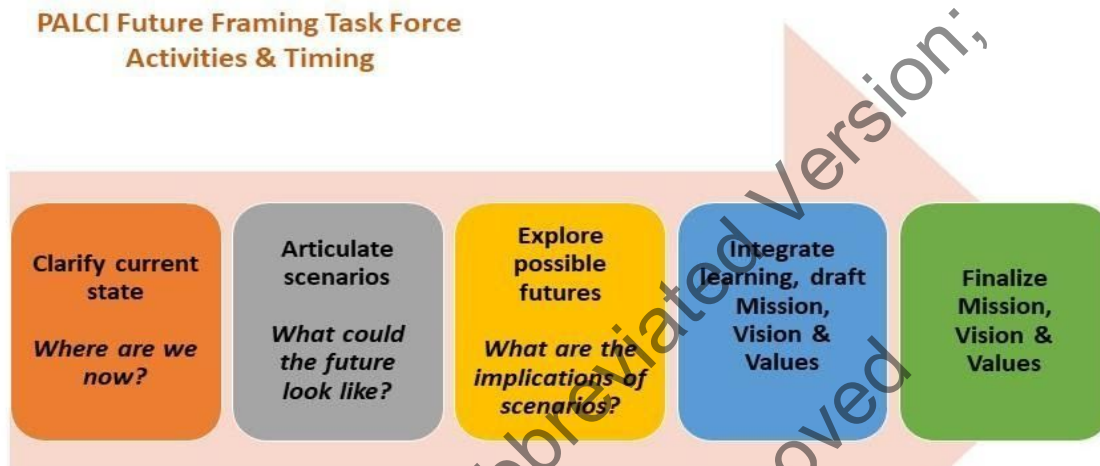 PALCI Future Framing Task Force
Activities & Timing
Clarify current
state
Where are we
now?
Articulate
scenarios
What could
the future
look like?
Explore
possible
futures
What are the
implications of
scenarios?
Integrate
learning, draft
Mission,
Vision &
Values
Finalize
Mission,
Vision &
Values
Version;